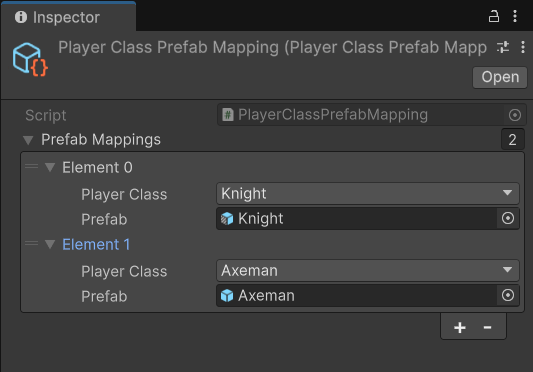 Inspector
Player Class Prefab Mapping (Player Class Prefab Mapp
Open
Script PlayerClassPrefabMapping
Prefab Mappings 2
Element 0
Player Class Knight
Prefab Knight
Element 1
Player Class Axeman
Prefab Axeman
+ -